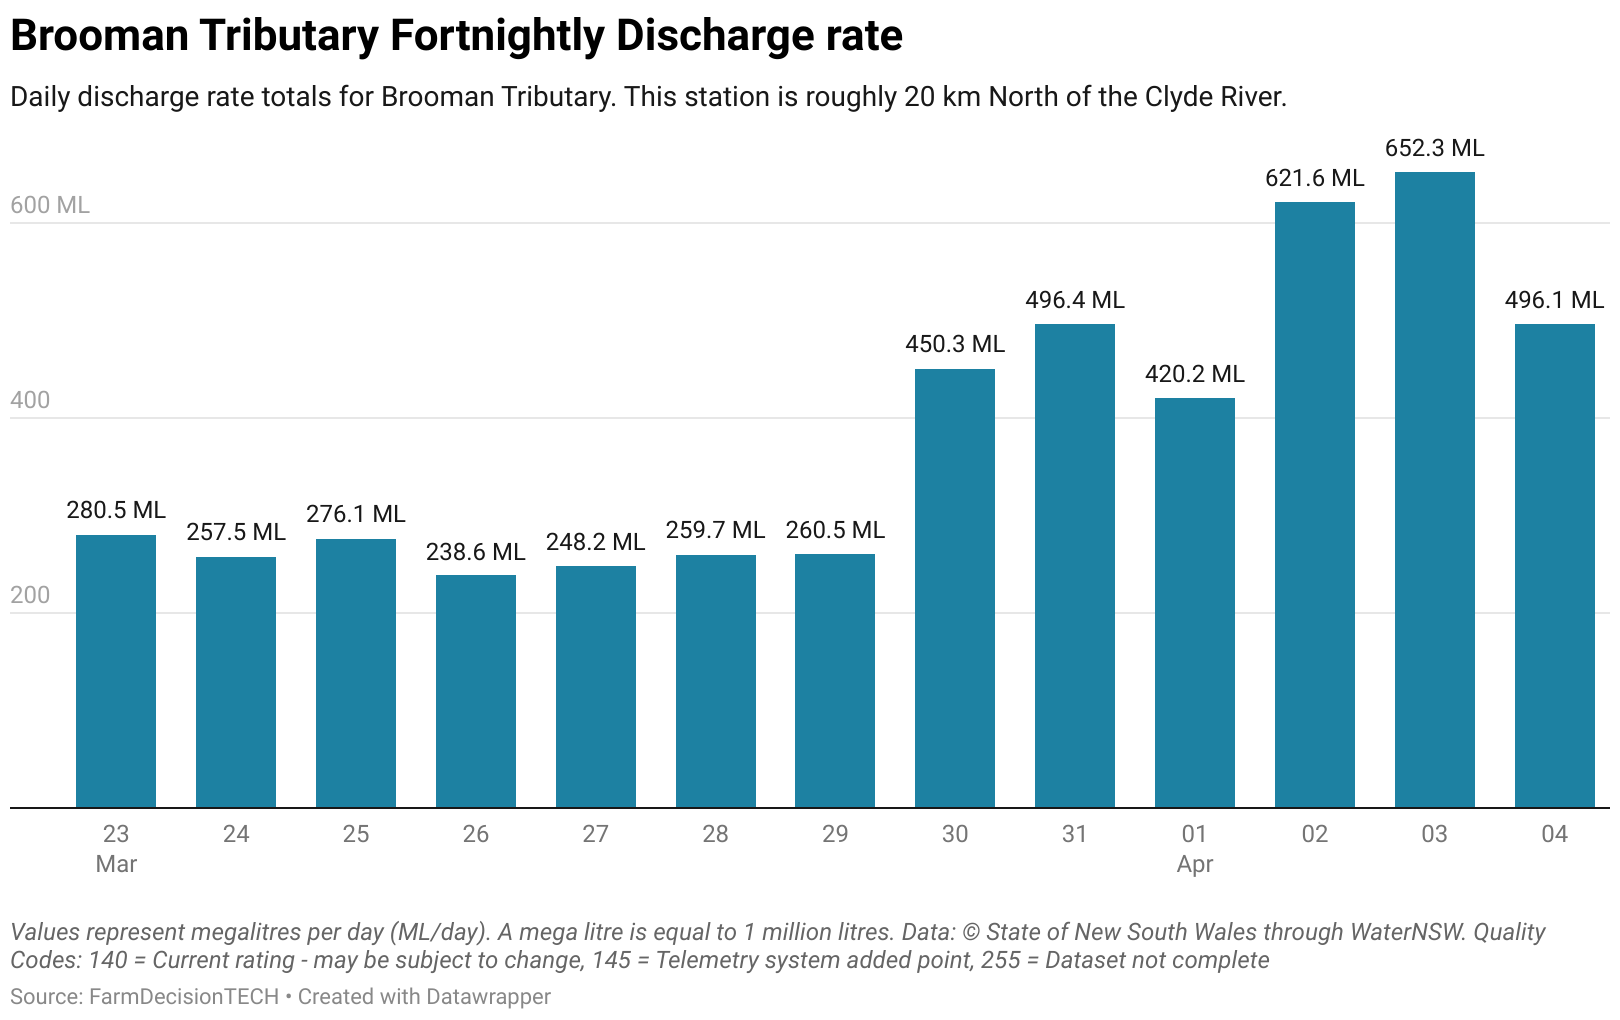 Brooman Tributary Fortnightly Discharge rate
Daily discharge rate totals for Brooman Tributary. This station is roughly 20 km North of the Clyde River.
652.3 ML
621.6 ML
600 ML
496.4 ML
496.1 ML
450.3 ML
420.2 ML
400
280.5 ML
257.5 ML
276.1 ML
238.6 ML
248.2 ML
259.7 ML
260.5 ML
200
23 24 25 26 27 28 29 30 31 01 02 03 04
Mar Apr
Values represent megalitres per day (ML/day). A mega litre is equal to 1 million litres. Data: © State of New South Wales through WaterNSW. Quality
Codes: 140 = Current rating - may be subject to change, 145 = Telemetry system added point, 255 = Dataset not complete
Source: FarmDecisionTECH • Created with Datawrapper